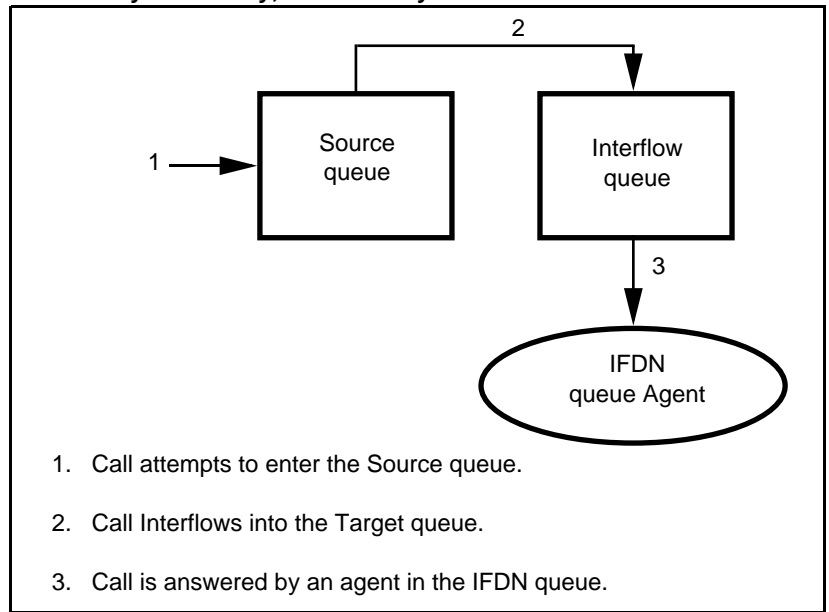 2
Source
queue
Interflow
queue
1
3
IFDN
queue Agent
1. Call attempts to enter the Source queue.
2. Call Interflows into the Target queue.
3. Call is answered by an agent in the IFDN queue.